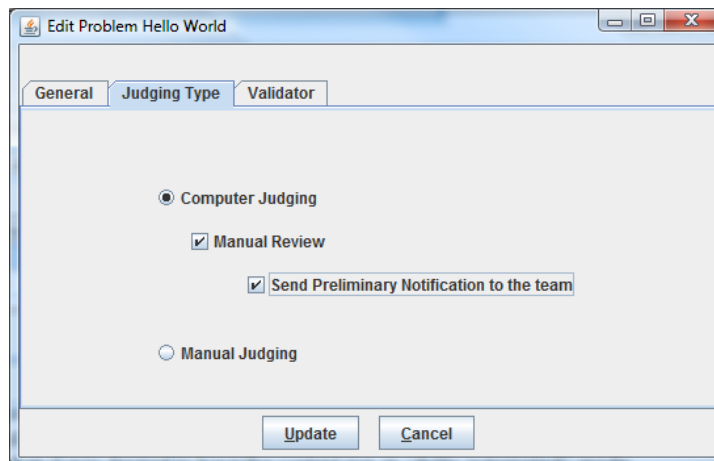 Edit Problem Hello World
General Judging Type Validator
Computer Judging
Manual Review
Send Preliminary Notification to the team
Manual Judging
Update Cancel